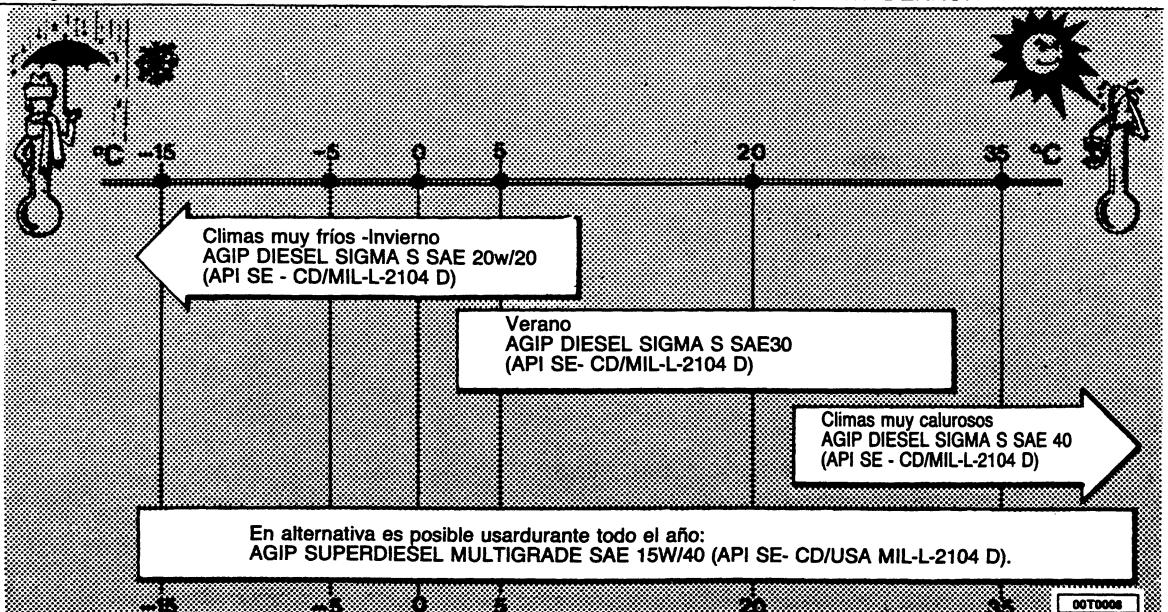 °C -15 -5 0 5 20 35 °C
Climas muy fríos -Invierno
AGIP DIESEL SIGMA S SAE 20w/20
(API SE - CD/MIL-L-2104 D)
Verano
AGIP DIESEL SIGMA S SAE30
(API SE- CD/MIL-L-2104 D)
Climas muy calurosos
AGIP DIESEL SIGMA S SAE 40
(API SE - CD/MIL-L-2104 D)
En alternativa es posible usardurante todo el año:
AGIP SUPERDIESEL MULTIGRADE SAE 15W/40 (API SE- CD/USA MIL-L-2104 D).
-15 -5 0 5 20 35
00T0006